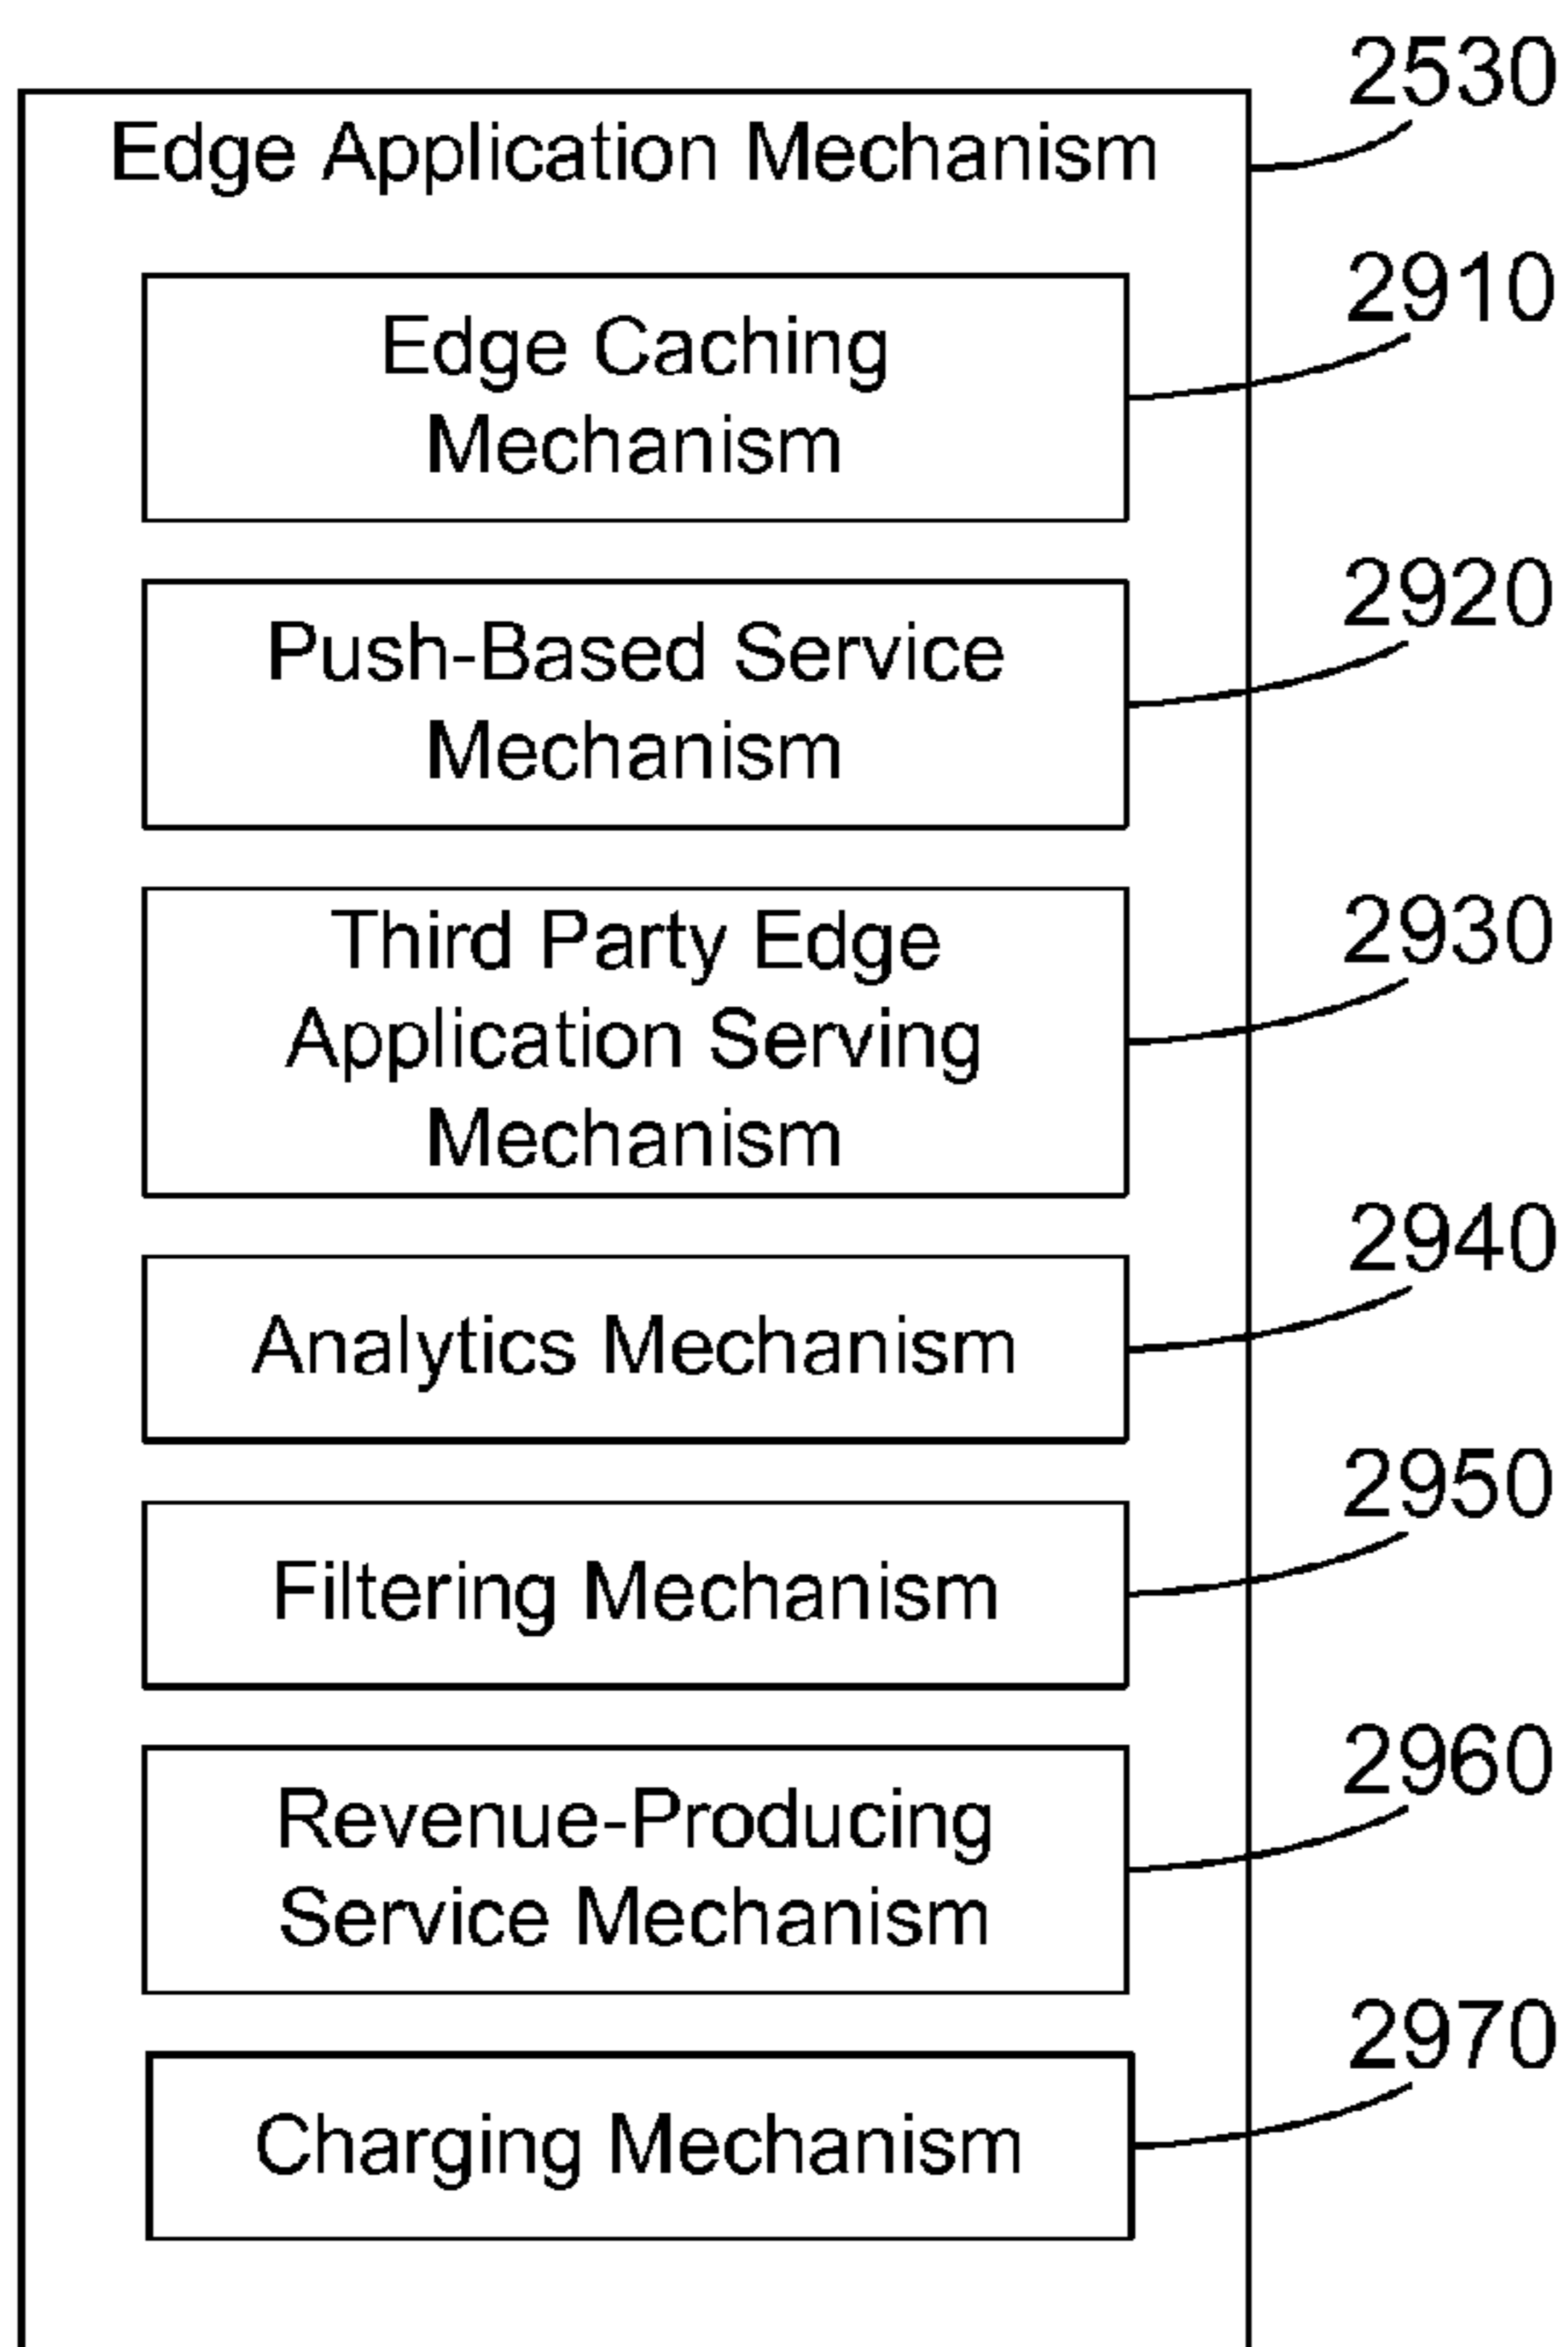 2530
Edge Application Mechanism
2910
Edge Caching
Mechanism
2920
Push-Based Service
Mechanism
2930
Third Party Edge
Application Serving
Mechanism
2940
Analytics Mechanism
2950
Filtering Mechanism
2960
Revenue-Producing
Service Mechanism
2970
Charging Mechanism